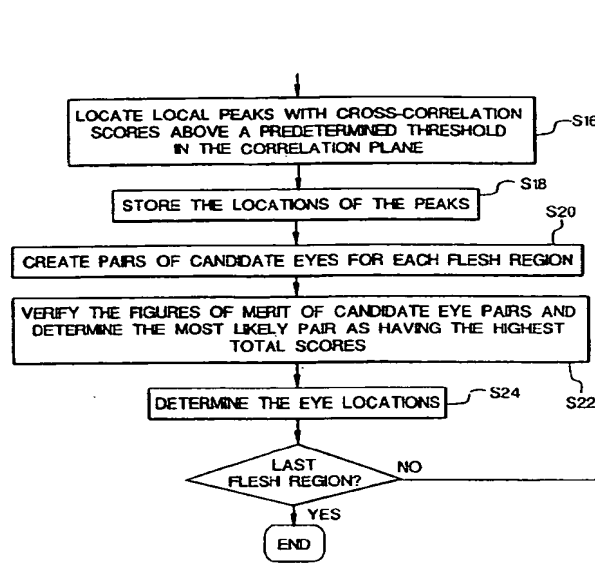 LOCATE LOCAL PEAKS WITH CROSS-CORRELATION
SCORES ABOVE A PREDETERMINED THRESHOLD
IN THE CORRELATION PLANE
S16
S18
STORE THE LOCATIONS OF THE PEAKS
S20
CREATE PAIRS OF CANDIDATE EYES FOR EACH FLESH REGION
VERIFY THE FIGURES OF MERIT OF CANDIDATE EYE PAIRS AND
DETERMINE THE MOST LIKELY PAIR AS HAVING THE HIGHEST
TOTAL SCORES
S22
DETERMINE THE EYE LOCATIONS
S24
LAST
FLESH REGION?
NO
YES
END